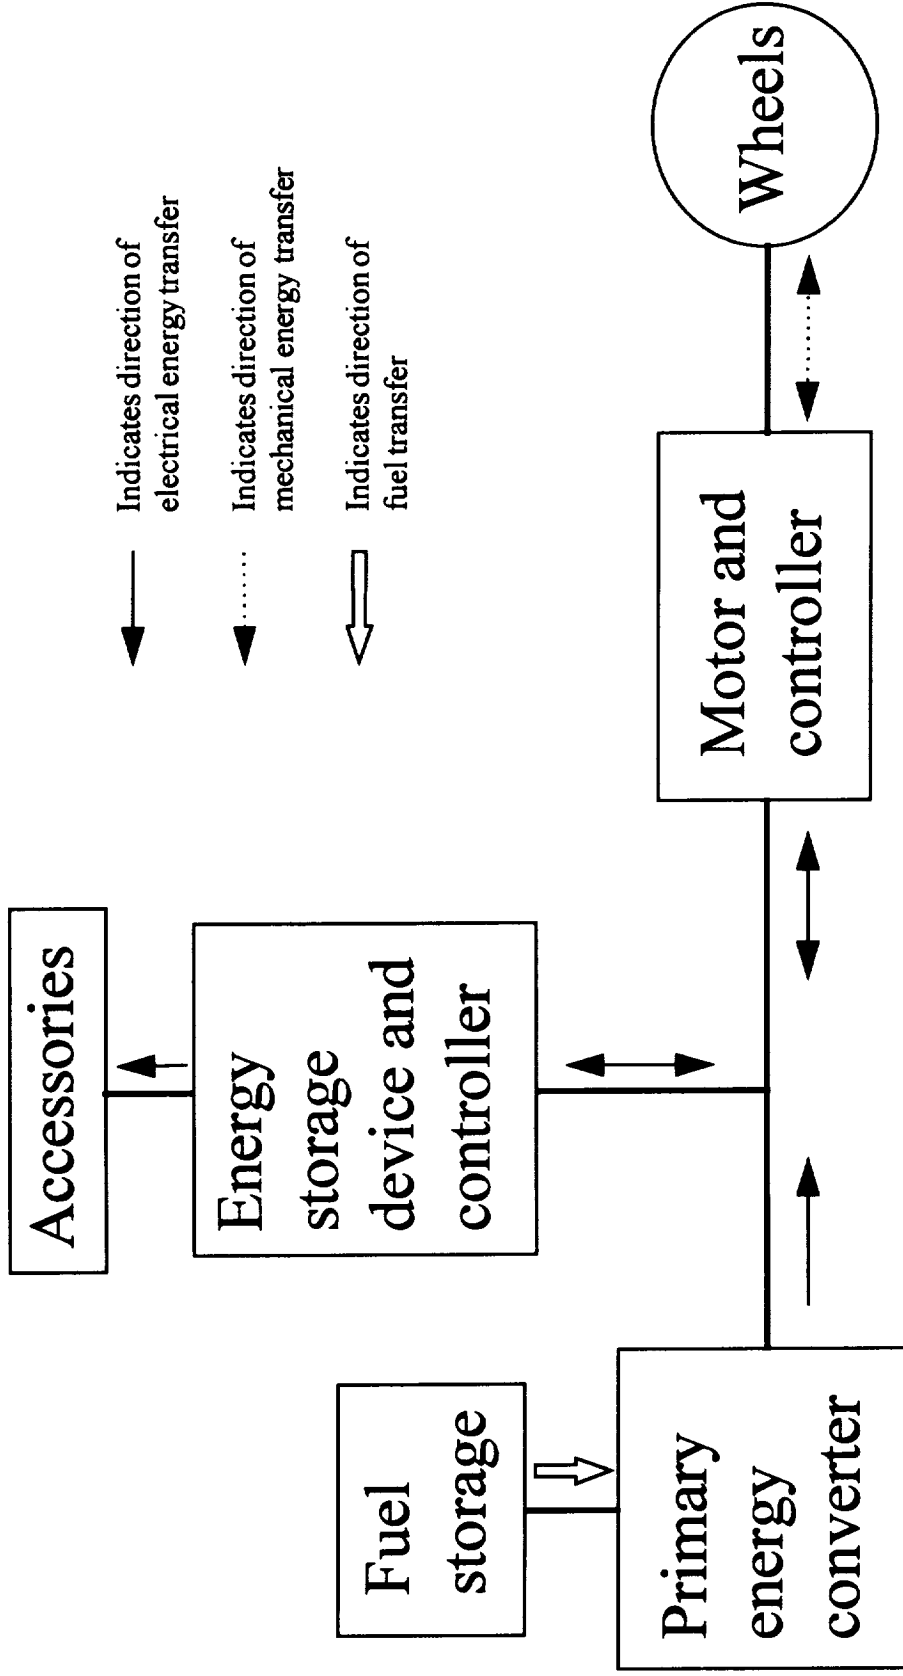 Accessories
Energy
storage
device and
controller
Fuel
storage
Primary
energy
converter
Motor and
controller
Wheels
Indicates direction of
electrical energy transfer
Indicates direction of
mechanical energy transfer
Indicates direction of
fuel transfer